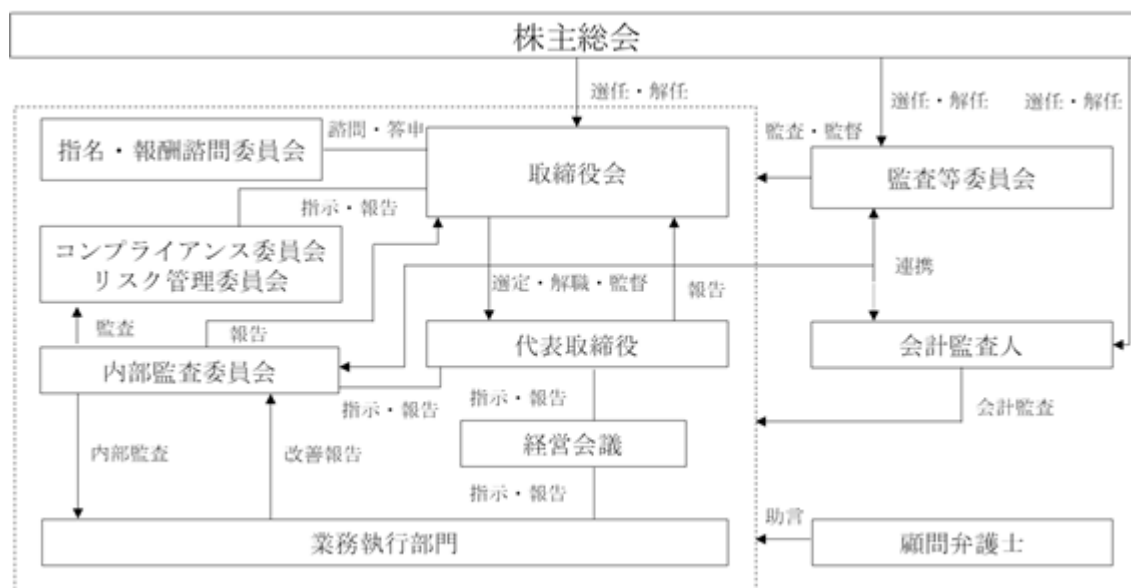 株主総会
選任・解任
選任・解任
選任・解任
指名・報酬諮問委員会
諮問・答申
取締役会
監査・監督
監査等委員会
指示・報告
コンプライアンス委員会
リスク管理委員会
選定・解職・監督
報告
連携
監査
報告
内部監査委員会
代表取締役
会計監査人
指示・報告
指示・報告
会計監査
内部監査
改善報告
経営会議
指示・報告
業務執行部門
助言
顧問弁護士